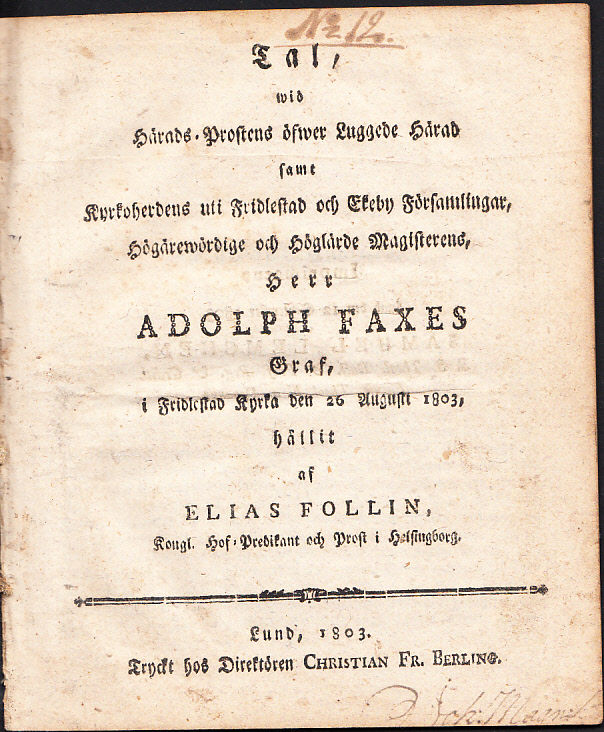 No 12.
Tal,
wid
Härads-Prostens öfwer Luggede Härad
samt
Kyrkoherdens uti Fridlestad och Ekeby Församlingar,
Högärewördige och Höglärde Magisterens,
Herr
ADOLPH FAXES
Graf,
i Fridlestad Kyrka den 26 Augusti 1803,
hållit
af
ELIAS FOLLIN,
Kongl. Hof-Predikant och Prost i Helsingborg.
Lund, 1803.
Tryckt hos Direktören CHRISTIAN FR. BERLING.